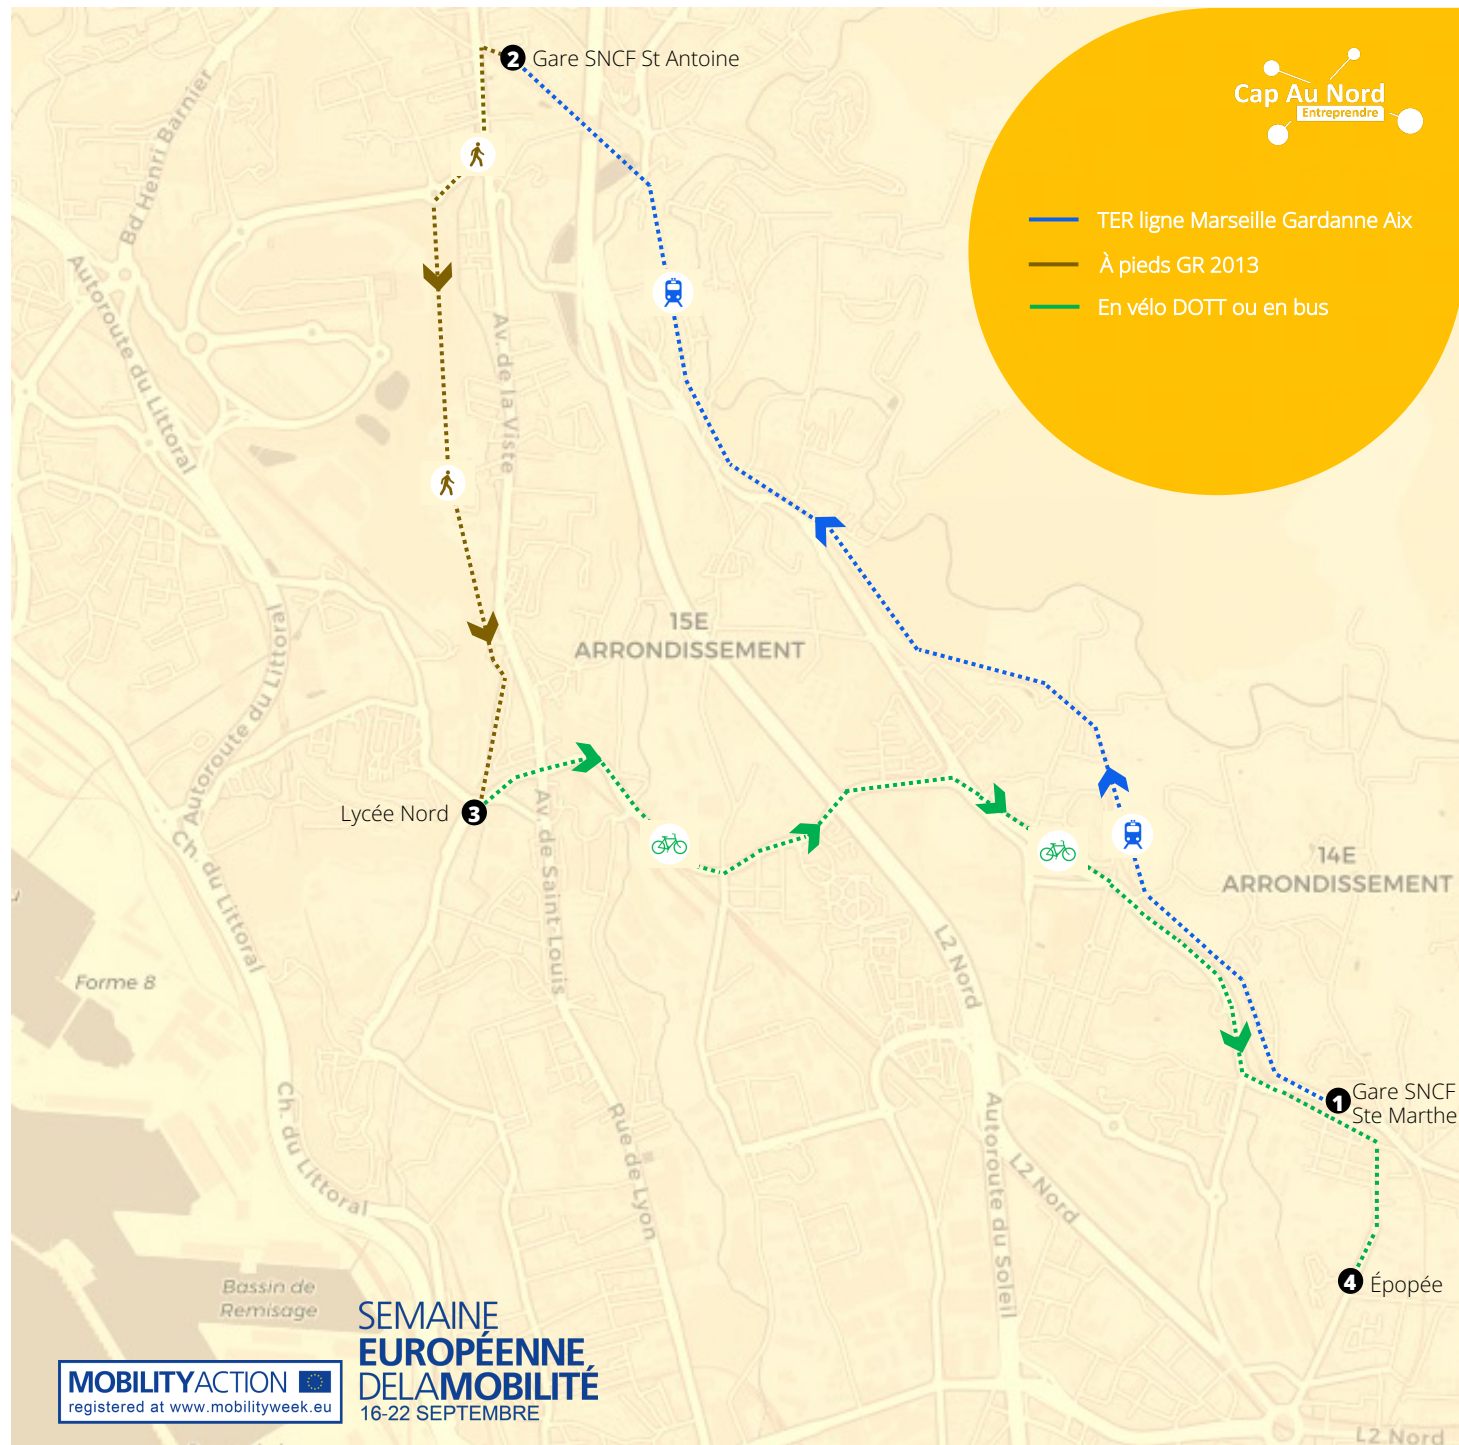 2 Gare SNCF St Antoine
Cap Au Nord
Entreprendre
TER ligne Marseille Gardanne Aix
À pieds GR 2013
En vélo DOTT ou en bus
Bd Henri Barnier
Autoroute du Littoral
Av. de la Viste
15E
ARRONDISSEMENT
Autoroute du Littoral
Lycée Nord 3
Av. de Saint-Louis
Ch. du Littoral
14E
ARRONDISSEMENT
L2 Nord
Forme 8
1 Gare SNCF
Ste Marthe
Ch. du Littoral
Rue de Lyon
Autoroute du Soleil
L2 Nord
4 Épopée
Bassin de
Remisage
SEMAINE
EUROPÉENNE
DELAMOBILITÉ
16-22 SEPTEMBRE
MOBILITYACTION
registered at www.mobilityweek.eu
L2 Nord